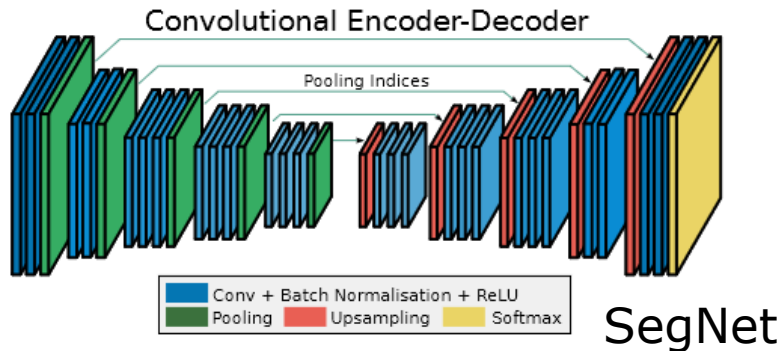 Convolutional Encoder-Decoder
Pooling Indices
Conv + Batch Normalisation + ReLU
Pooling Upsampling Softmax
SegNet